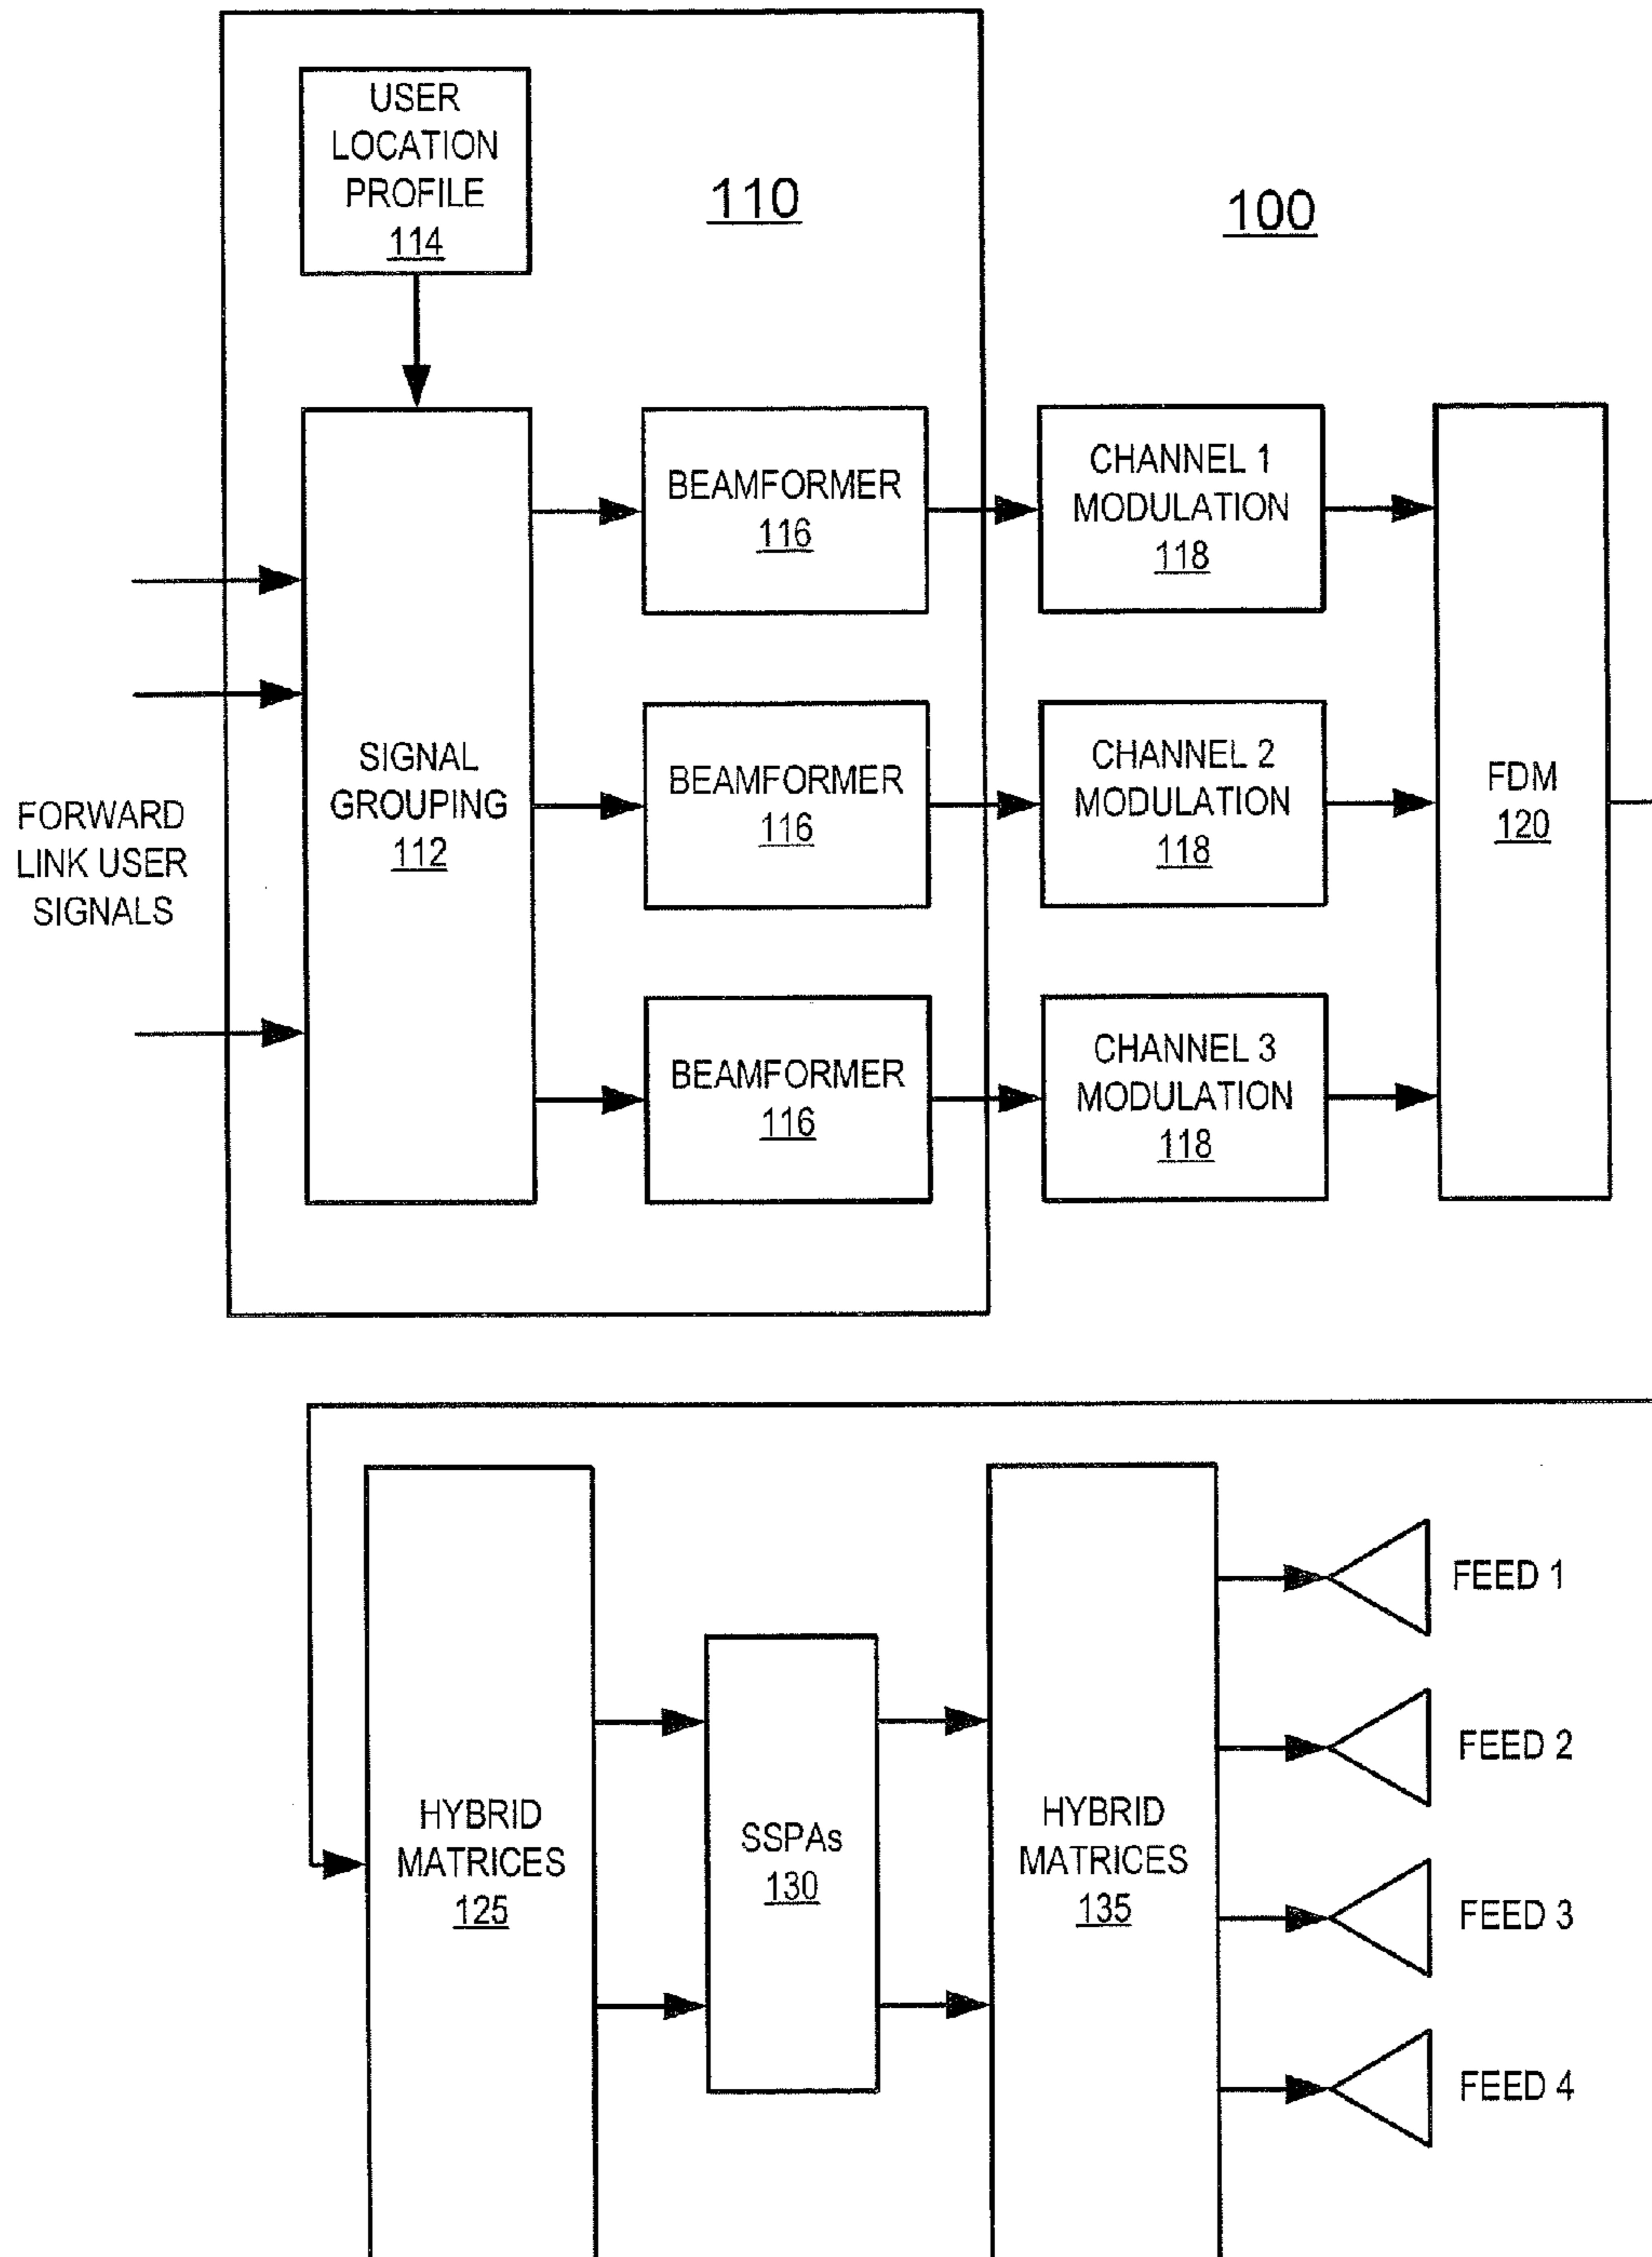 USER
LOCATION
PROFILE
114
110
100
FORWARD
LINK USER
SIGNALS
SIGNAL
GROUPING
112
BEAMFORMER
116
CHANNEL 1
MODULATION
118
BEAMFORMER
116
CHANNEL 2
MODULATION
118
BEAMFORMER
116
CHANNEL 3
MODULATION
118
FDM
120
HYBRID
MATRICES
125
SSPAs
130
HYBRID
MATRICES
135
FEED 1
FEED 2
FEED 3
FEED 4